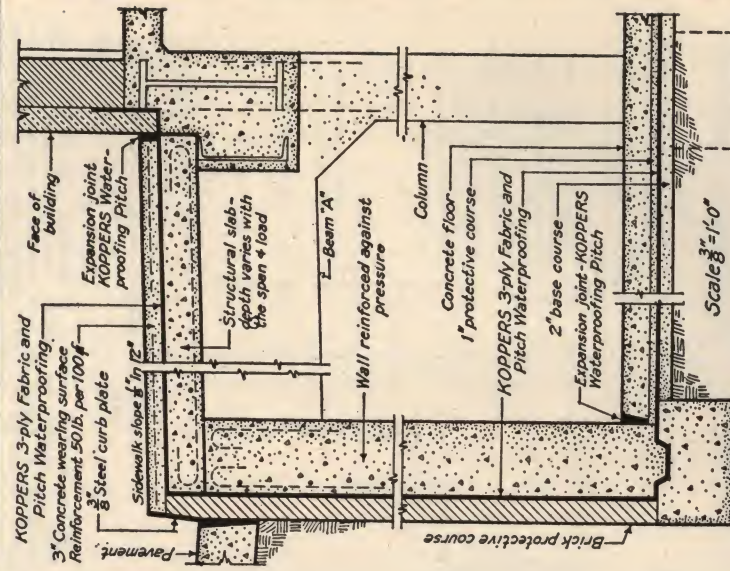 Face of
building
Expansion joint
KOPPERS Water-
proofing Pitch
KOPPERS 3-ply Fabric and
Pitch Waterproofing
3" Concrete wearing surface
Reinforcement 50 lb. per 100 ſ
3/8" Steel curb plate
Sidewalk slope in 12"
Pavement
Structural slab-
depth varies with
the span & load
Beam "A"
Wall reinforced against
pressure
Column
Concrete floor
1" protective course
KOPPERS 3-ply Fabric and
Pitch Waterproofing
2" base course
Expansion joint-KOPPERS
Waterproofing Pitch
Brick protective course
Scale 3/8" = 1'-0"